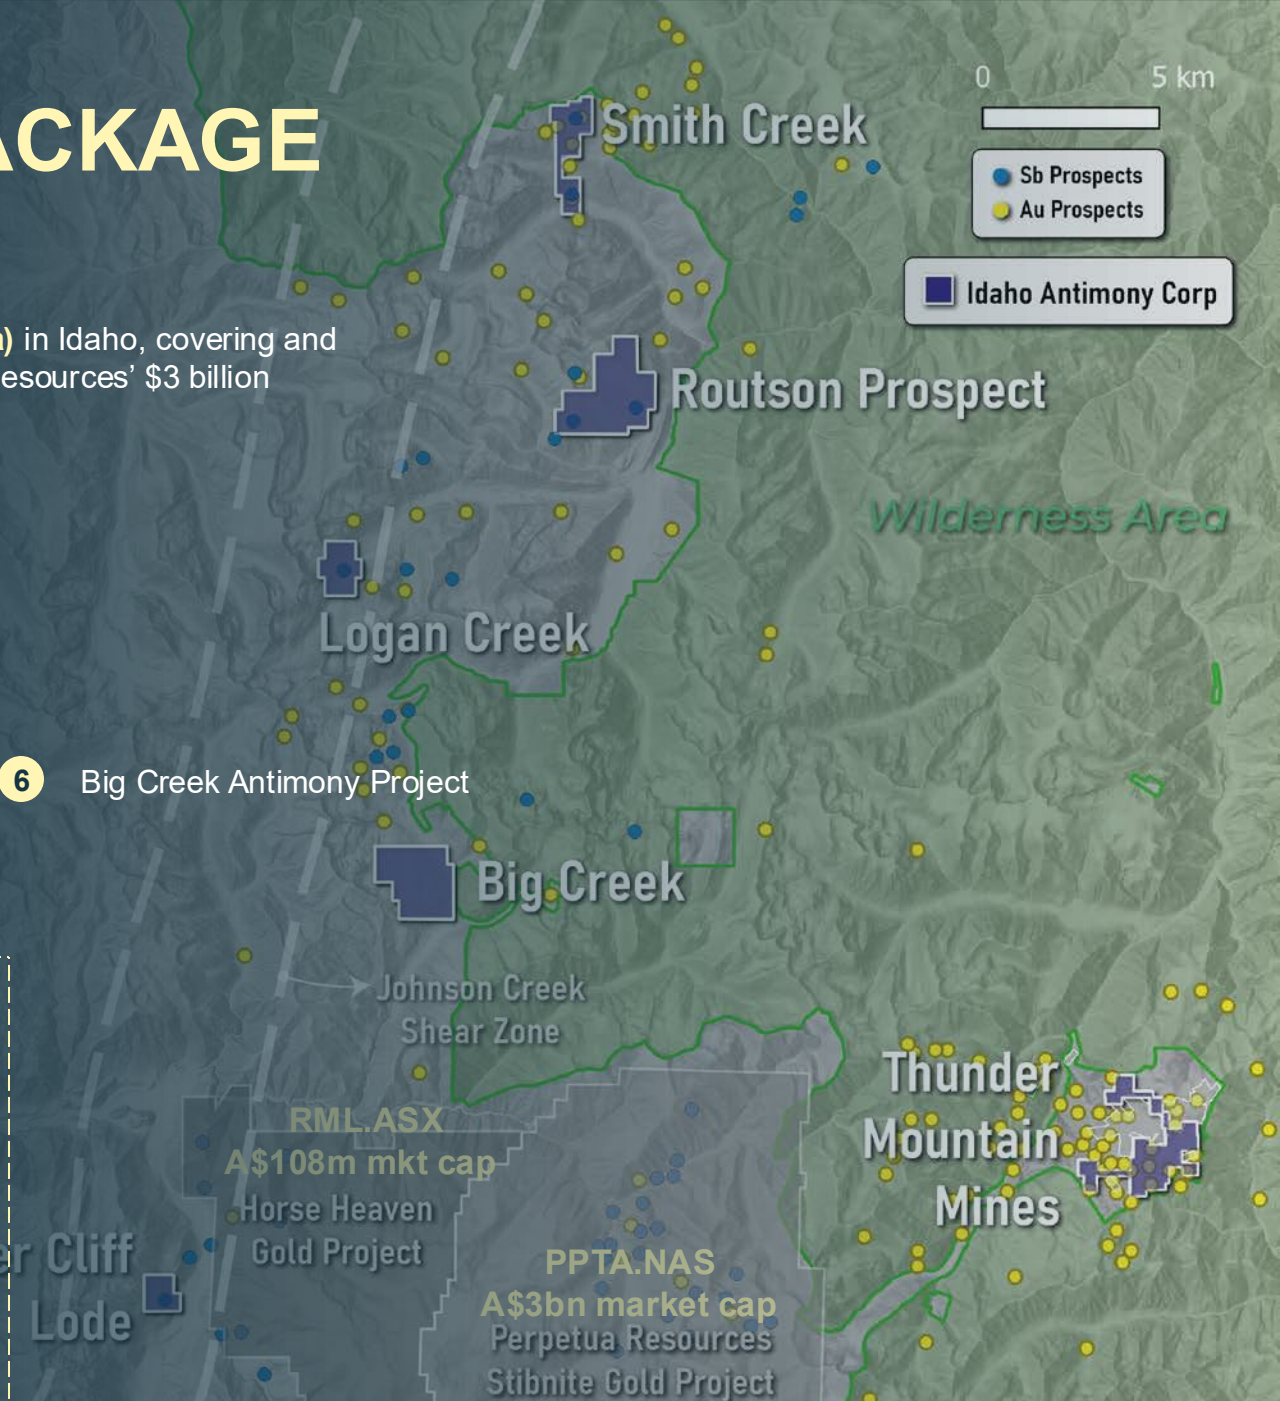 ACKAGE
) in Idaho, covering and
esources’ $3 billion
6 Big Creek Antimony Project
0 5 km
Sb Prospects
Au Prospects
Idaho Antimony Corp
Smith Creek
Routson Prospect
Wilderness Area
Logan Creek
Big Creek
Johnson Creek
Shear Zone
Thunder
Mountain
Mines
RML.ASX
A$108m mkt cap
Horse Heaven
Gold Project
er Cliff
Lode
PPTA.NAS
A$3bn market cap
Perpetua Resources
Stibnite Gold Project